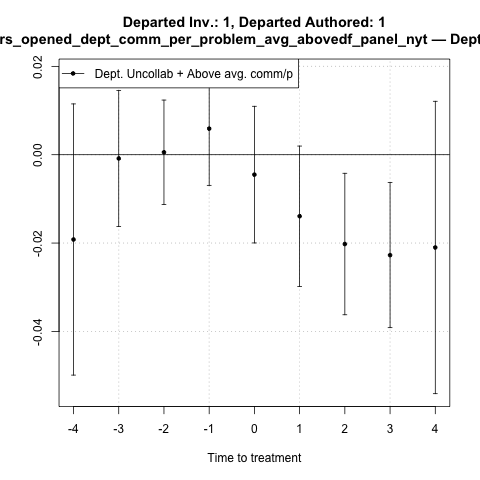 Departed Inv.: 1, Departed Authored: 1
rs_opened_dept_comm_per_problem_avg_abovedf_panel_nyt — Dept
Dept. Uncollab + Above avg. comm/p
0.02
0.00
-0.02
-0.04
-4 -3 -2 -1 0 1 2 3 4
Time to treatment